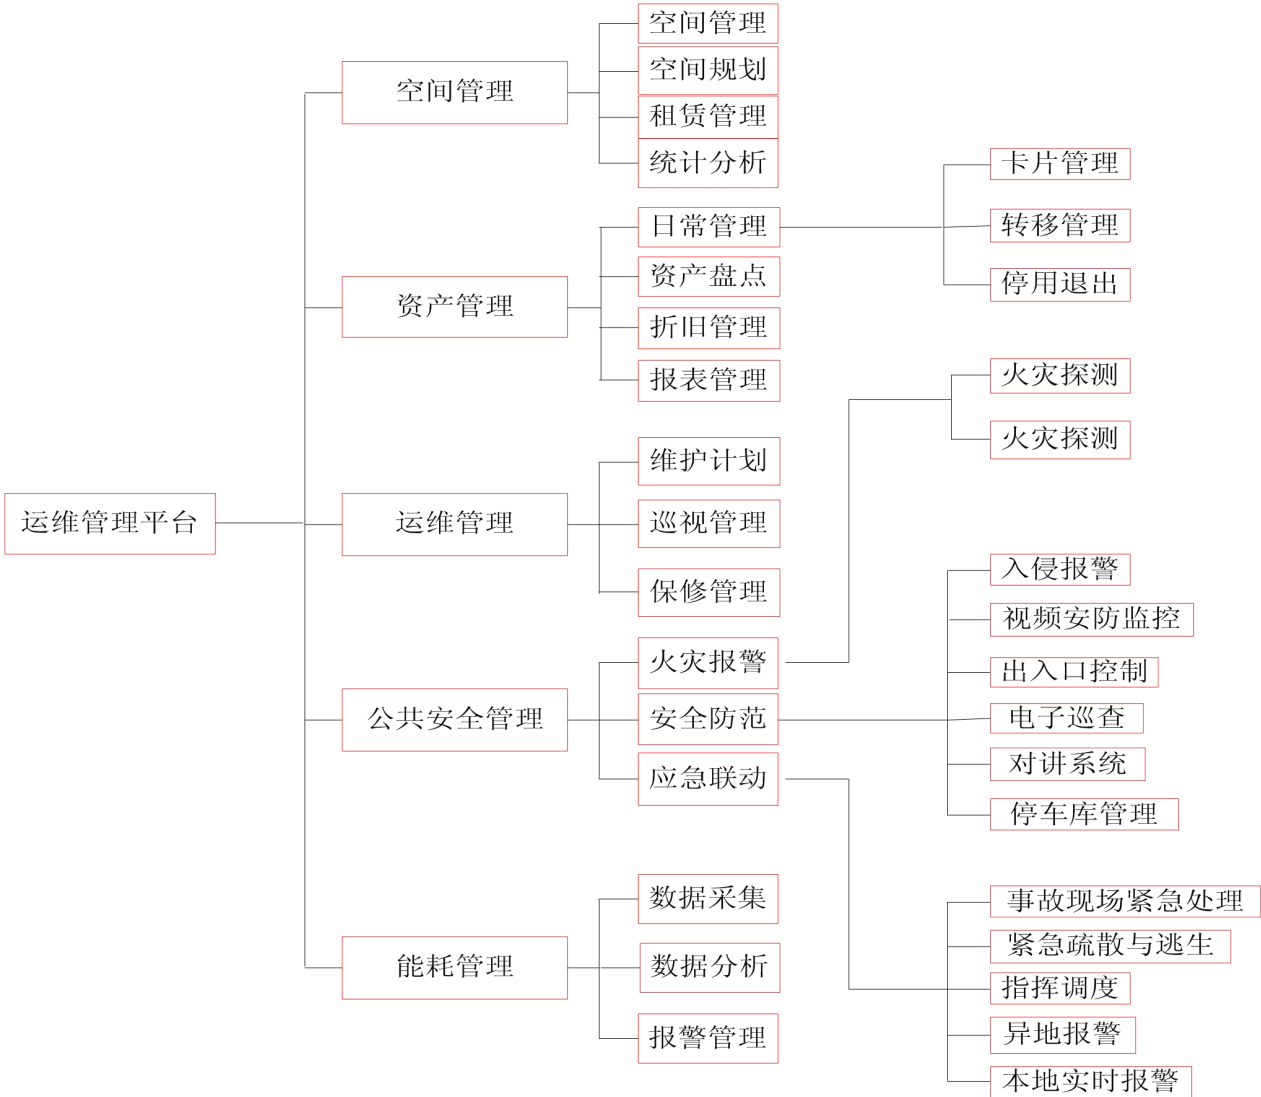 运维管理平台
空间管理
空间管理
空间规划
租赁管理
统计分析
资产管理
日常管理
卡片管理
转移管理
停用退出
资产盘点
折旧管理
报表管理
运维管理
维护计划
巡视管理
保修管理
公共安全管理
火灾报警
火灾探测
火灾探测
安全防范
入侵报警
视频安防监控
出入口控制
电子巡查
对讲系统
停车库管理
应急联动
事故现场紧急处理
紧急疏散与逃生
指挥调度
异地报警
本地实时报警
能耗管理
数据采集
数据分析
报警管理